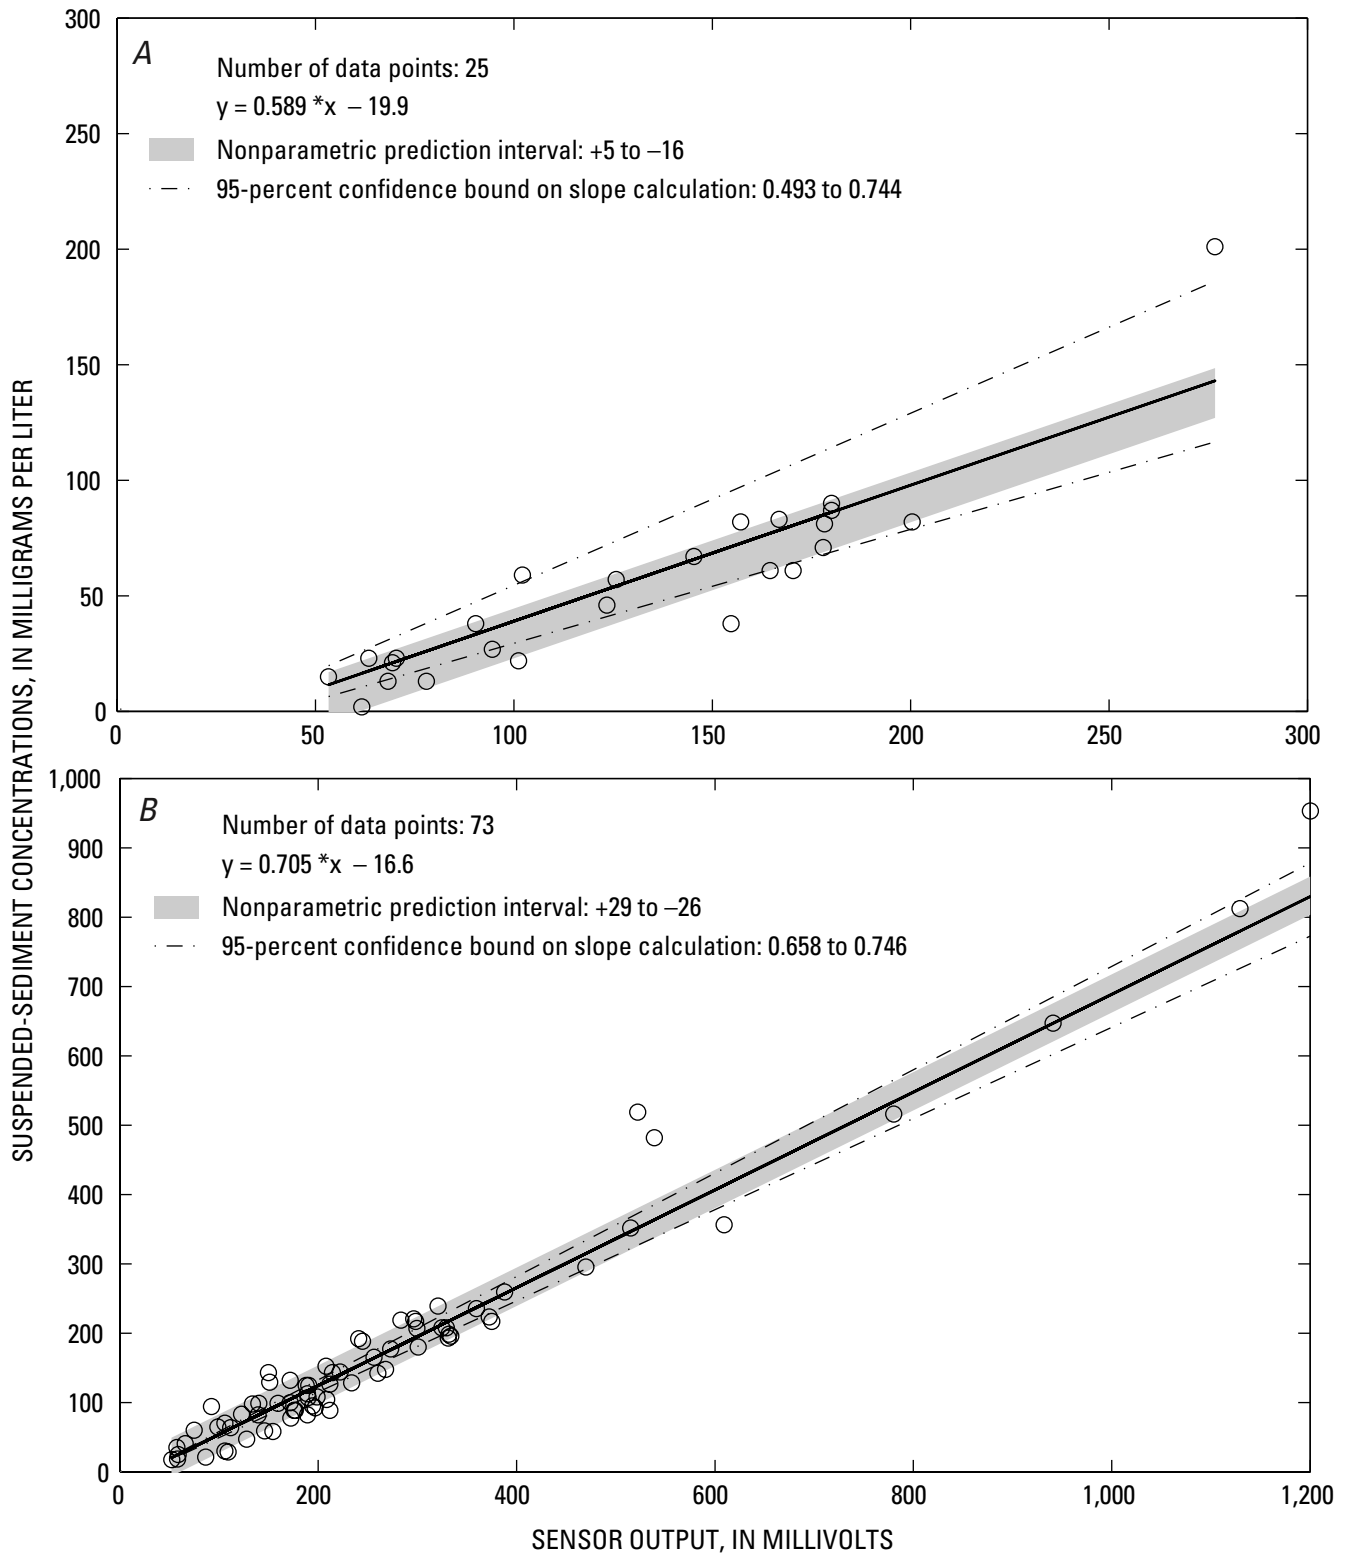 SUSPENDED-SEDIMENT CONCENTRATIONS, IN MILLIGRAMS PER LITER
A
Number of data points: 25
y = 0.589 *x – 19.9
Nonparametric prediction interval: +5 to –16
95-percent confidence bound on slope calculation: 0.493 to 0.744
300
250
200
150
100
50
0
0 50 100 150 200 250 300
B
Number of data points: 73
y = 0.705 *x – 16.6
Nonparametric prediction interval: +29 to –26
95-percent confidence bound on slope calculation: 0.658 to 0.746
1,000
900
800
700
600
500
400
300
200
100
0
0 200 400 600 800 1,000 1,200
SENSOR OUTPUT, IN MILLIVOLTS